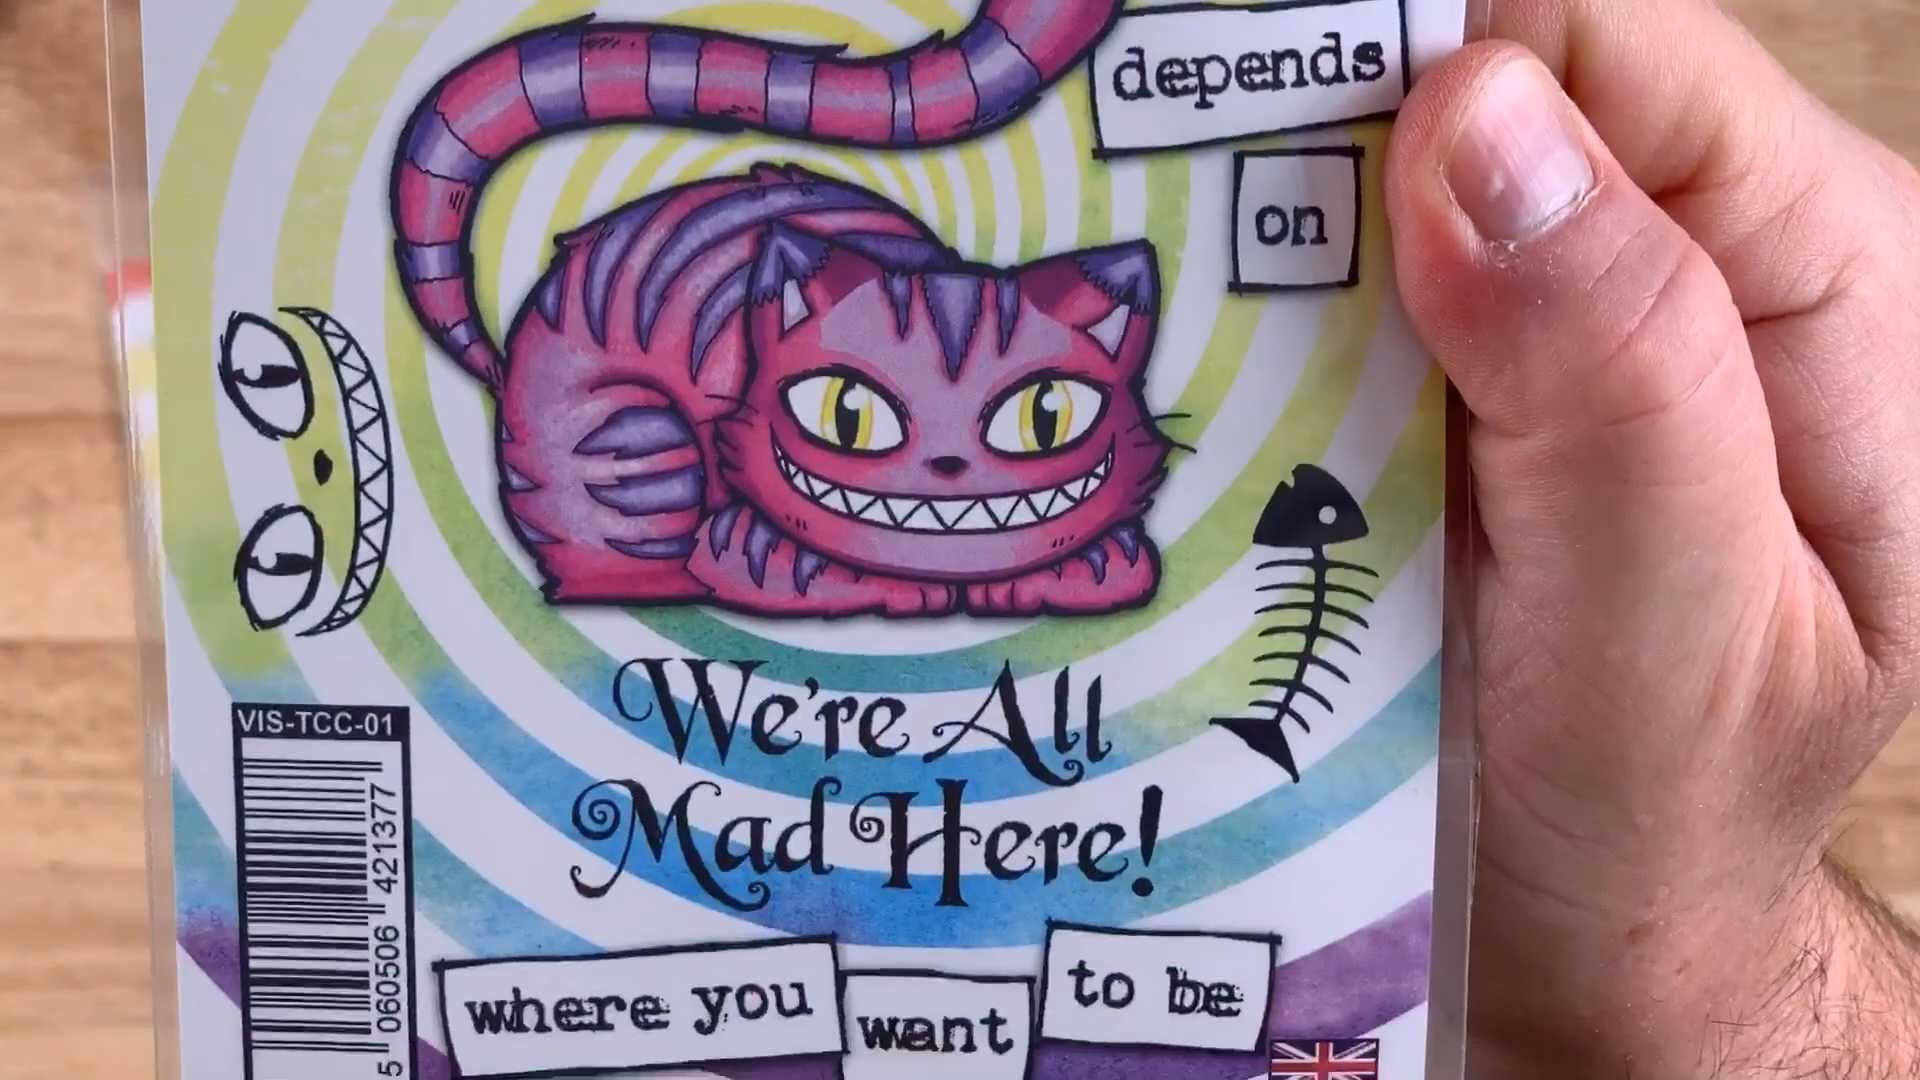 depends
on
We're All
Mad Here!
VIS-TCC-01
5 060506 421377
where you
want
to be